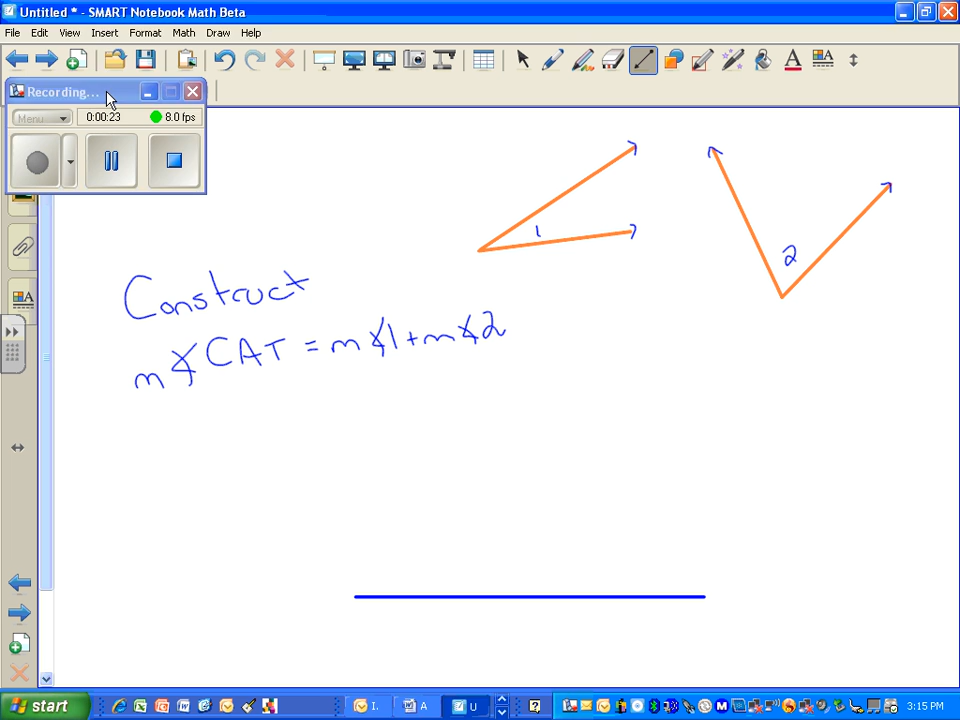 Untitled * - SMART Notebook Math Beta
File Edit View Insert Format Math Draw Help
Recording...
Menu 0:00:23 8.0 fps
1
2
Construct
m∡CAT = m∡1 + m∡2
start I. A U 3:15 PM